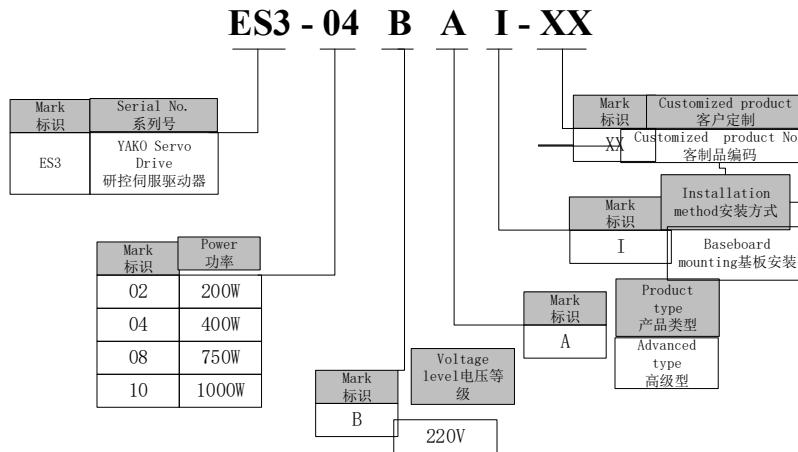 ES3 - 04 B A I - XX
Mark
标识
Serial No.
系列号
ES3
YAKO Servo
Drive
研控伺服驱动器
Mark
标识
Customized product
客户定制
XX
Customized product No
客制品编码
Mark
标识
Installation
method安装方式
I
Baseboard
mounting基板安装
Mark
标识
Power
功率
02
200W
04
400W
08
750W
10
1000W
Mark
标识
Product
type
产品类型
A
Advanced
type
高级型
Mark
标识
Voltage
level电压等
级
B
220V